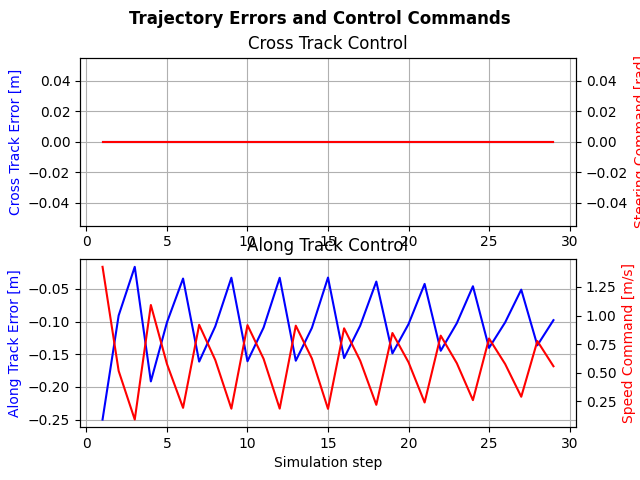 Trajectory Errors and Control Commands
Cross Track Control
Cross Track Error [m]
0.04
0.02
0.00
−0.02
−0.04
0.04
0.02
0.00
−0.02
−0.04
Steering Command [rad]
0 5 10 15 20 25 30
Along Track Control
Along Track Error [m]
−0.05
−0.10
−0.15
−0.20
−0.25
1.25
1.00
0.75
0.50
0.25
Speed Command [m/s]
0 5 10 15 20 25 30
Simulation step